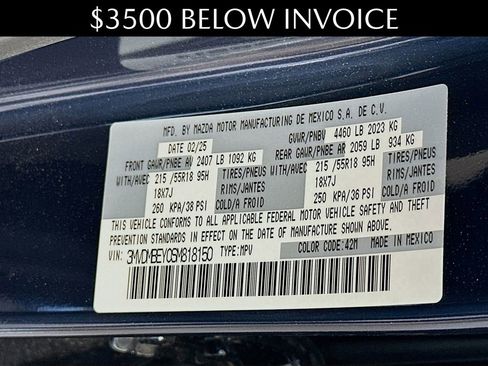 $3500 BELOW INVOICE
MFD. BY MAZDA MOTOR MANUFACTURING DE MEXICO S.A. DE C.V.
DATE 02/25 GVWR/PNBV 4460 LB 2023 KG
FRONT GAWR/PNBE AV 2407 LB 1092 KG REAR GAWR/PNBE AR 2059 LB 934 KG
WITH/AVEC 215 /55R18 95H TIRES/PNEUS WITH/AVEC 215 /55R18 95H TIRES/PNEUS
18X7J RIMS/JANTES 18X7J RIMS/JANTES
260 KPA/38 PSI COLD/A FROID 250 KPA/36 PSI COLD/A FROID
THIS VEHICLE CONFORMS TO ALL APPLICABLE FEDERAL MOTOR VEHICLE SAFETY AND THEFT
PREVENTION STANDARDS IN EFFECT ON THE DATE OF MANUFACTURE SHOWN ABOVE.
VIN: TYPE: MPV COLOR CODE: 42M MADE IN MEXICO